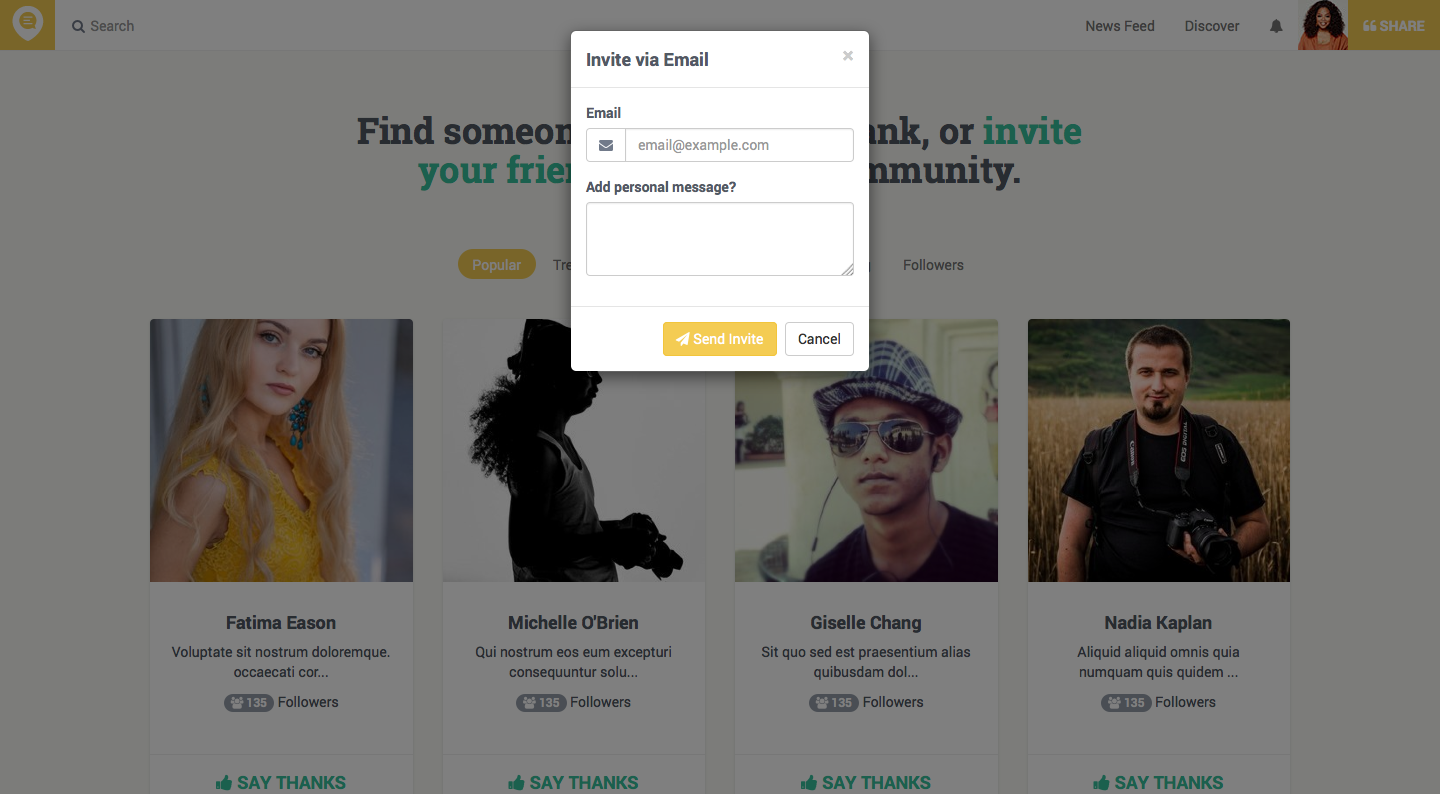 Search
News Feed
Discover
SHARE
Invite via Email
×
Email
email@example.com
Add personal message?
Send Invite
Cancel
Find someon
ank, or invite
your frien
mmunity.
Popular
Tre
Followers
Fatima Eason
Voluptate sit nostrum doloremque.
occaecati cor...
135 Followers
SAY THANKS
Michelle O'Brien
Qui nostrum eos eum excepturi
consequuntur solu...
135 Followers
SAY THANKS
Giselle Chang
Sit quo sed est praesentium alias
quibusdam dol...
135 Followers
SAY THANKS
Nadia Kaplan
Aliquid aliquid omnis quia
numquam quis quidem ...
135 Followers
SAY THANKS